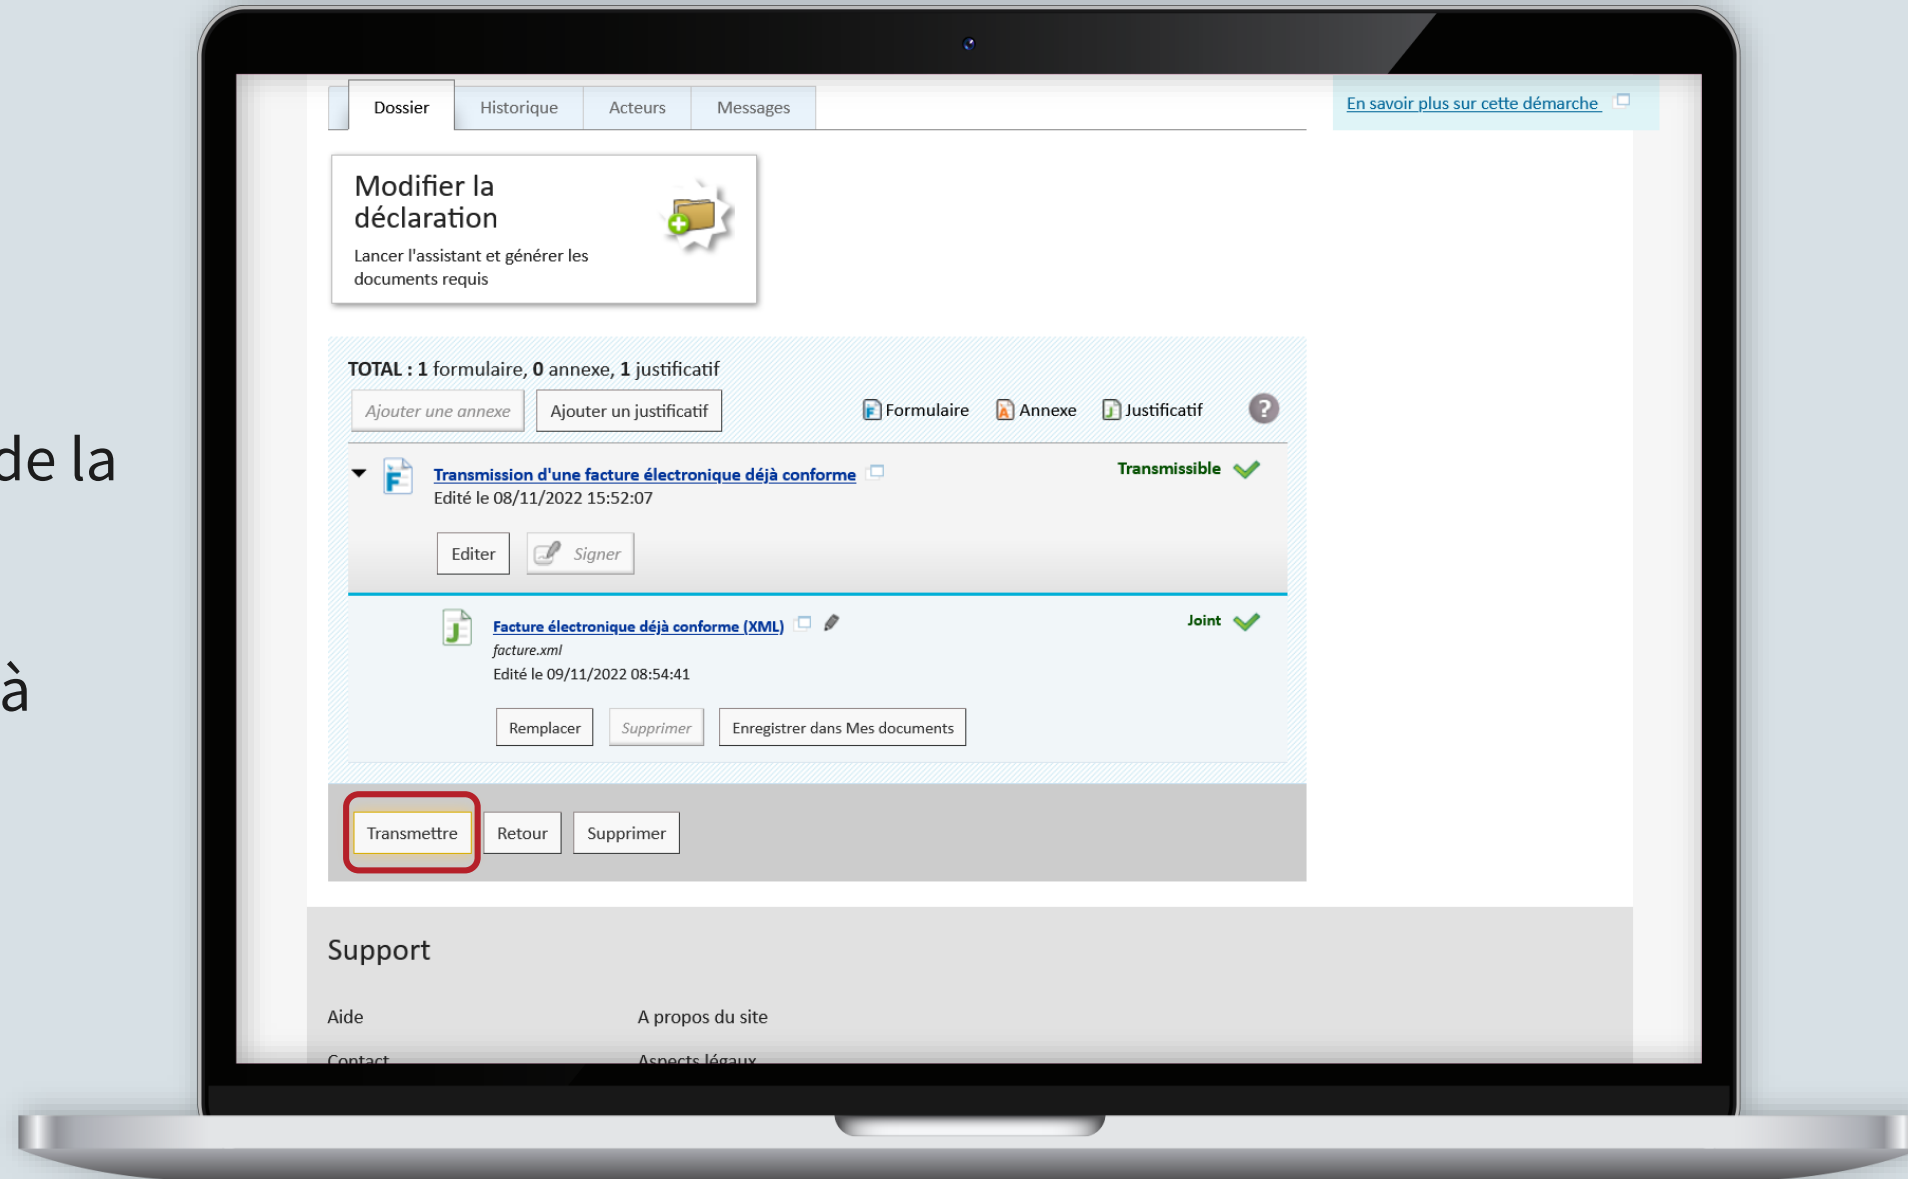 Dossier Historique Acteurs Messages
En savoir plus sur cette démarche
Modifier la
déclaration
Lancer l'assistant et générer les
documents requis
TOTAL : 1 formulaire, 0 annexe, 1 justificatif
Ajouter une annexe Ajouter un justificatif F Formulaire A Annexe J Justificatif ?
F Transmission d'une facture électronique déjà conforme Transmissible
Edité le 08/11/2022 15:52:07
Editer Signer
J Facture électronique déjà conforme (XML) Joint
facture.xml
Edité le 09/11/2022 08:54:41
Remplacer Supprimer Enregistrer dans Mes documents
Transmettre Retour Supprimer
Support
Aide A propos du site
Contact Aspects légaux
de la
à